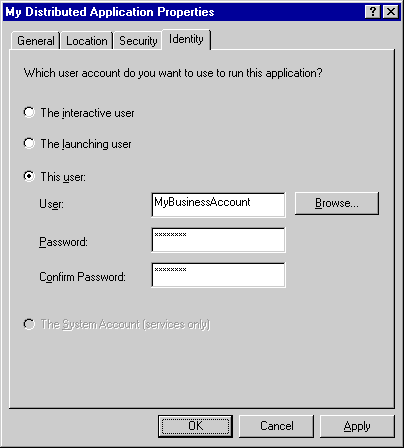 My Distributed Application Properties
General Location Security Identity
Which user account do you want to use to run this application?
The interactive user
The launching user
This user:
User: MyBusinessAccount Browse...
Password: xxxxxxxx
Confirm Password: xxxxxxxx
The System Account (services only)
OK Cancel Apply